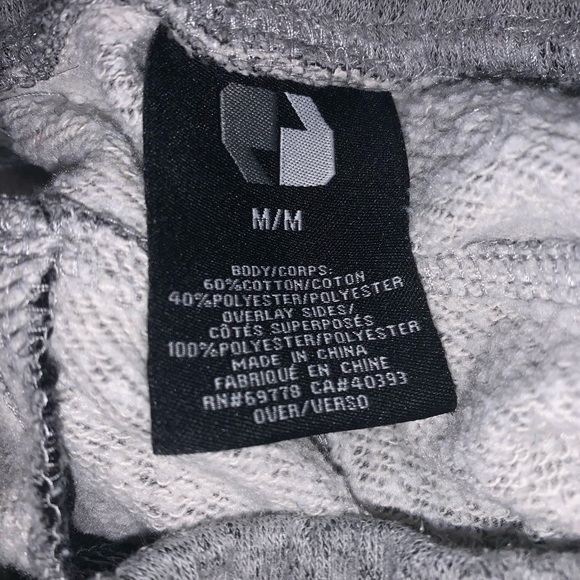 M/M
BODY/CORPS:
60%COTTON/COTON
40%POLYESTER/POLYESTER
OVERLAY SIDES/
CÔTÉS SUPERPOSÉS
100%POLYESTER/POLYESTER
MADE IN CHINA
FABRIQUÉ EN CHINE
RN#69778 CA#40393
OVER/VERSO